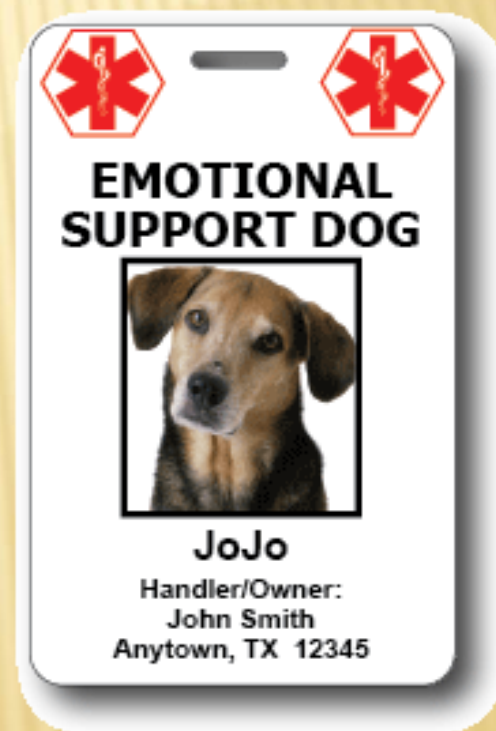 EMOTIONAL
SUPPORT DOG
JoJo
Handler/Owner:
John Smith
Anytown, TX 12345